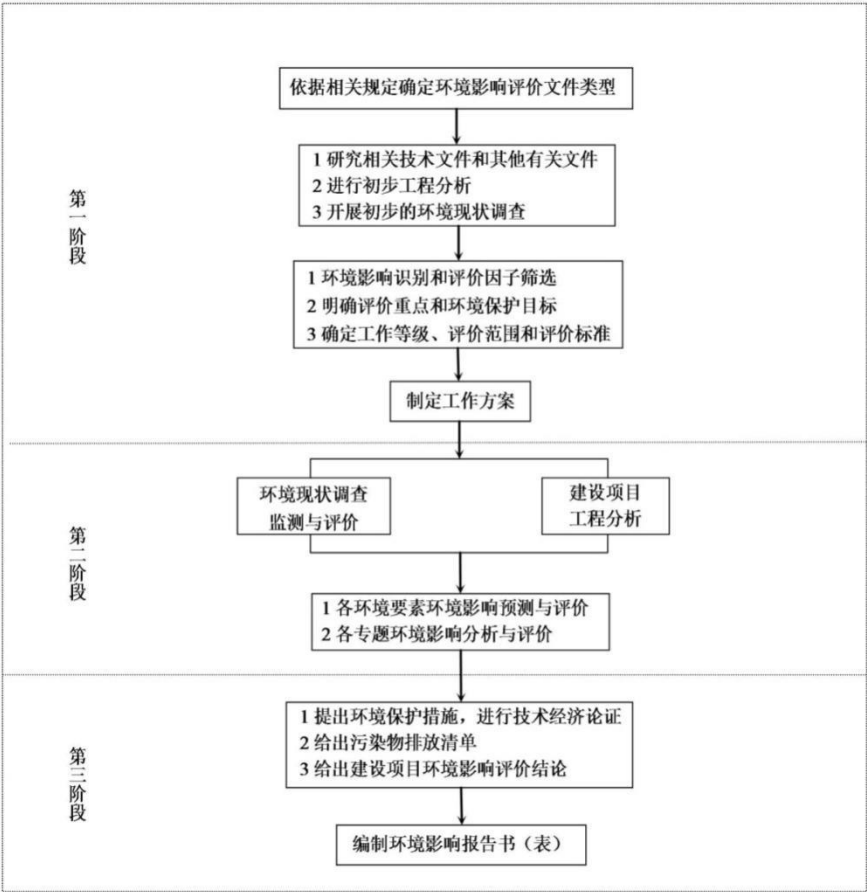 依据相关规定确定环境影响评价文件类型
第一阶段
1 研究相关技术文件和其他有关文件
2 进行初步工程分析
3 开展初步的环境现状调查
1 环境影响识别和评价因子筛选
2 明确评价重点和环境保护目标
3 确定工作等级、评价范围和评价标准
制定工作方案
第二阶段
环境现状调查
监测与评价
建设项目
工程分析
1 各环境要素环境影响预测与评价
2 各专题环境影响分析与评价
第三阶段
1 提出环境保护措施，进行技术经济论证
2 给出污染物排放清单
3 给出建设项目环境影响评价结论
编制环境影响报告书（表）